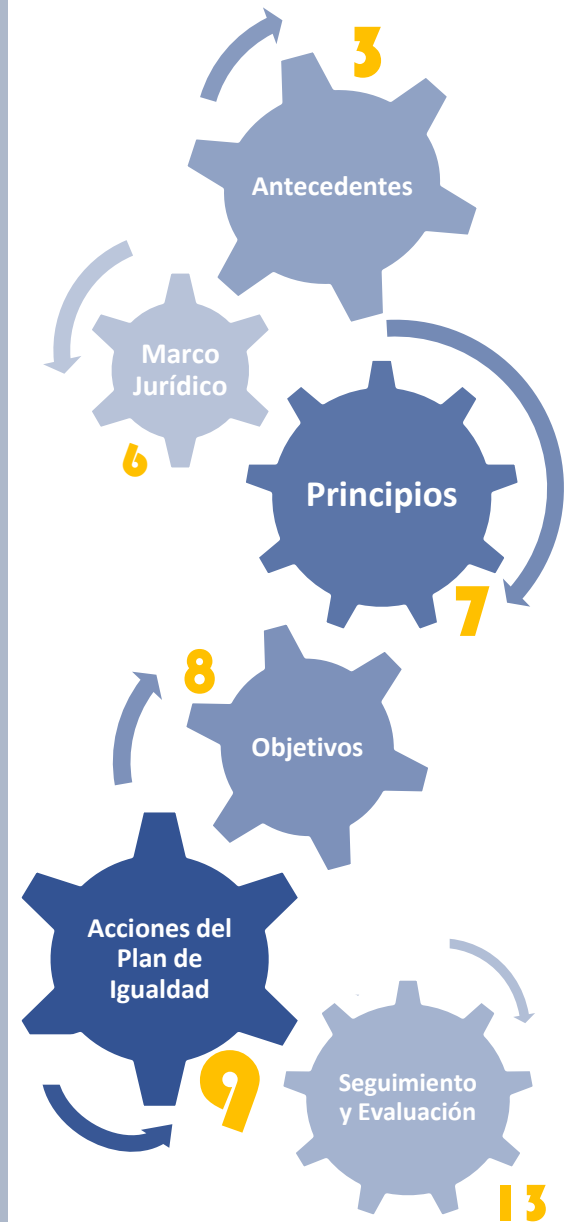 3
Antecedentes
Marco
Jurídico
6
Principios
7
8
Objetivos
Acciones del
Plan de
Igualdad
9
Seguimiento
y Evaluación
13